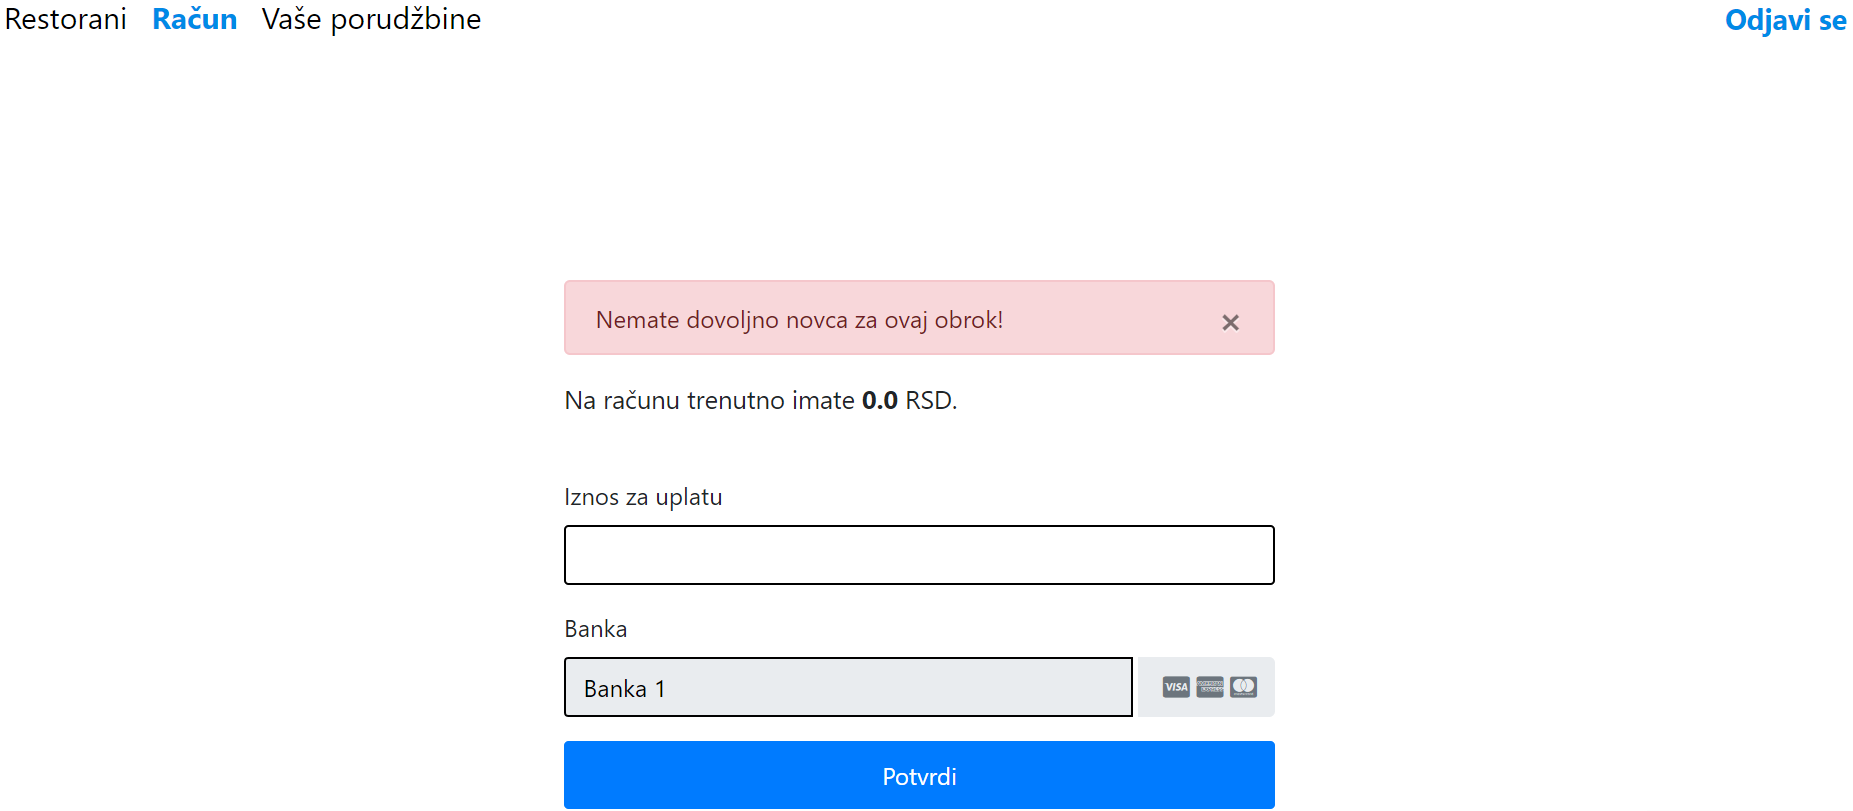 Restorani Račun Vaše porudžbine Odjavi se
Nemate dovoljno novca za ovaj obrok! ×
Na računu trenutno imate 0.0 RSD.
Iznos za uplatu
Banka
Banka 1 VISA
Potvrdi